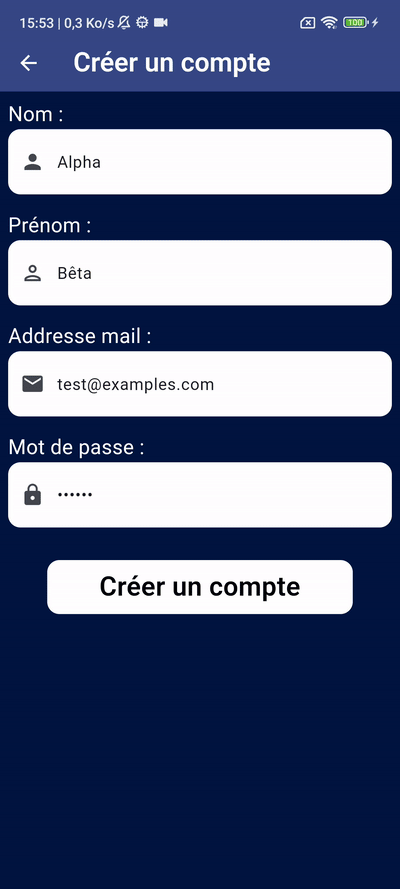 15:53 | 0,3 Ko/s 100
Créer un compte
Nom :
Alpha
Prénom :
Bêta
Addresse mail :
test@examples.com
Mot de passe :
••••••
Créer un compte